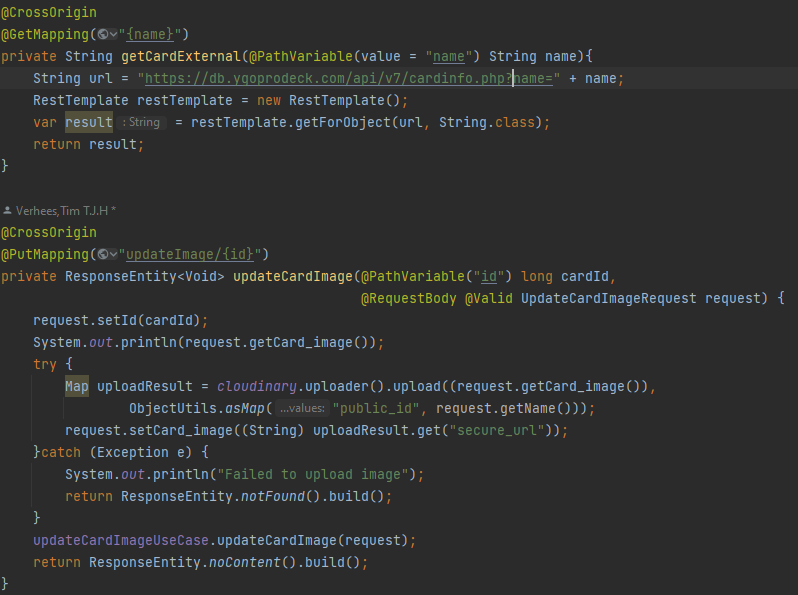 @CrossOrigin
@GetMapping("{name}")
private String getCardExternal(@PathVariable(value = "name") String name){
String url = "https://db.ygoprodeck.com/api/v7/cardinfo.php?name=" + name;
RestTemplate restTemplate = new RestTemplate();
var result : String = restTemplate.getForObject(url, String.class);
return result;
}
Verhees,Tim T.J.H *
@CrossOrigin
@PutMapping("updateImage/{id}")
private ResponseEntity<Void> updateCardImage(@PathVariable("id") long cardId,
@RequestBody @Valid UpdateCardImageRequest request) {
request.setId(cardId);
System.out.println(request.getCard_image());
try {
Map uploadResult = cloudinary.uploader().upload((request.getCard_image()),
ObjectUtils.asMap( ...values: "public_id", request.getName()));
request.setCard_image((String) uploadResult.get("secure_url"));
}catch (Exception e) {
System.out.println("Failed to upload image");
return ResponseEntity.notFound().build();
}
updateCardImageUseCase.updateCardImage(request);
return ResponseEntity.noContent().build();
}